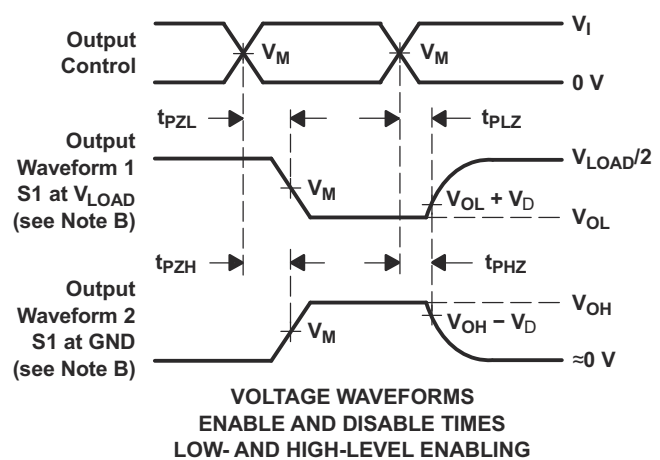 Output
Control
V_M
V_M
V_I
0 V
t_PZL
t_PLZ
Output
Waveform 1
S1 at V_LOAD
(see Note B)
V_M
V_LOAD/2
V_OL + V_D
V_OL
t_PZH
t_PHZ
Output
Waveform 2
S1 at GND
(see Note B)
V_M
V_OH
V_OH − V_D
≈0 V
VOLTAGE WAVEFORMS
ENABLE AND DISABLE TIMES
LOW- AND HIGH-LEVEL ENABLING